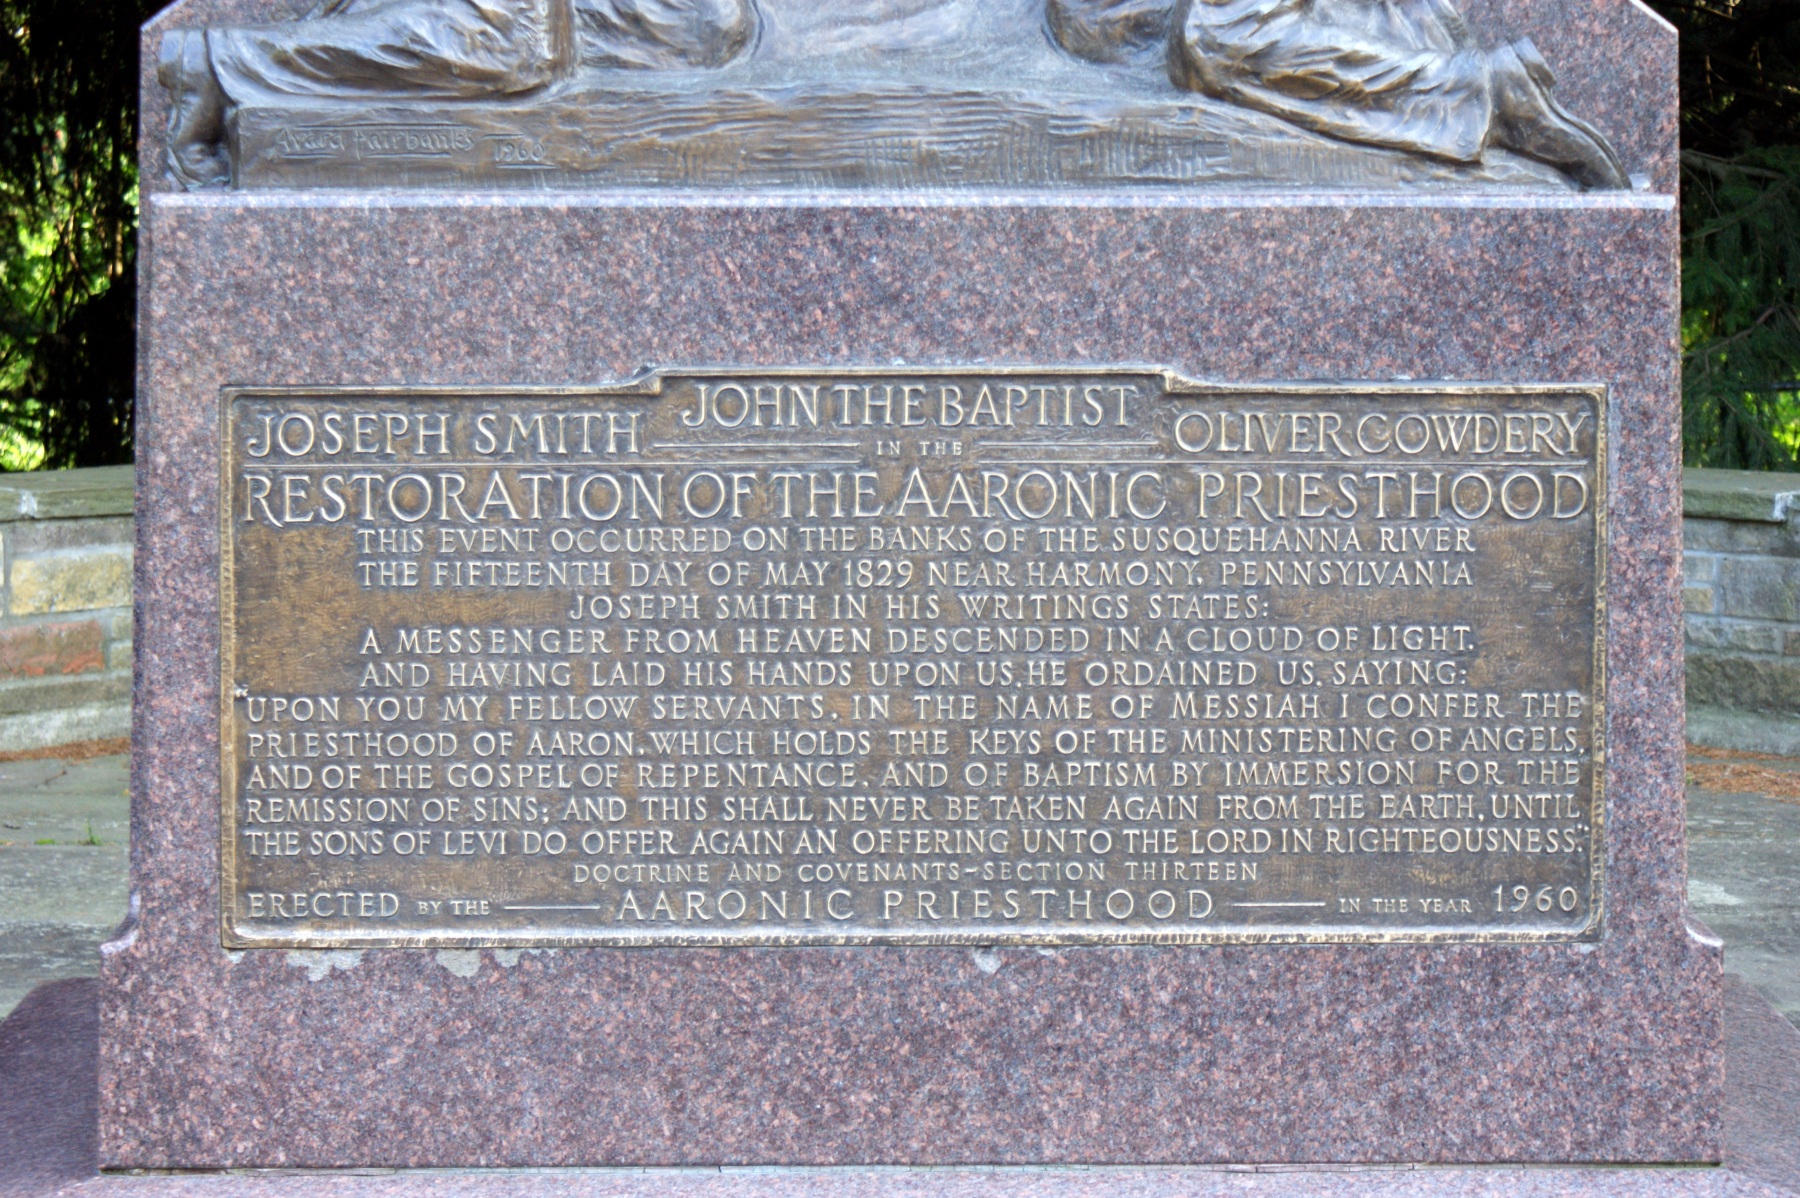 Avard Fairbanks 1960
JOSEPH SMITH JOHN THE BAPTIST OLIVER COWDERY
IN THE
RESTORATION OF THE AARONIC PRIESTHOOD
THIS EVENT OCCURRED ON THE BANKS OF THE SUSQUEHANNA RIVER
THE FIFTEENTH DAY OF MAY 1829 NEAR HARMONY, PENNSYLVANIA
JOSEPH SMITH IN HIS WRITINGS STATES:
A MESSENGER FROM HEAVEN DESCENDED IN A CLOUD OF LIGHT,
AND HAVING LAID HIS HANDS UPON US, HE ORDAINED US, SAYING:
"UPON YOU MY FELLOW SERVANTS, IN THE NAME OF MESSIAH I CONFER THE
PRIESTHOOD OF AARON, WHICH HOLDS THE KEYS OF THE MINISTERING OF ANGELS,
AND OF THE GOSPEL OF REPENTANCE, AND OF BAPTISM BY IMMERSION FOR THE
REMISSION OF SINS; AND THIS SHALL NEVER BE TAKEN AGAIN FROM THE EARTH, UNTIL
THE SONS OF LEVI DO OFFER AGAIN AN OFFERING UNTO THE LORD IN RIGHTEOUSNESS."
DOCTRINE AND COVENANTS-SECTION THIRTEEN
ERECTED BY THE AARONIC PRIESTHOOD IN THE YEAR 1960